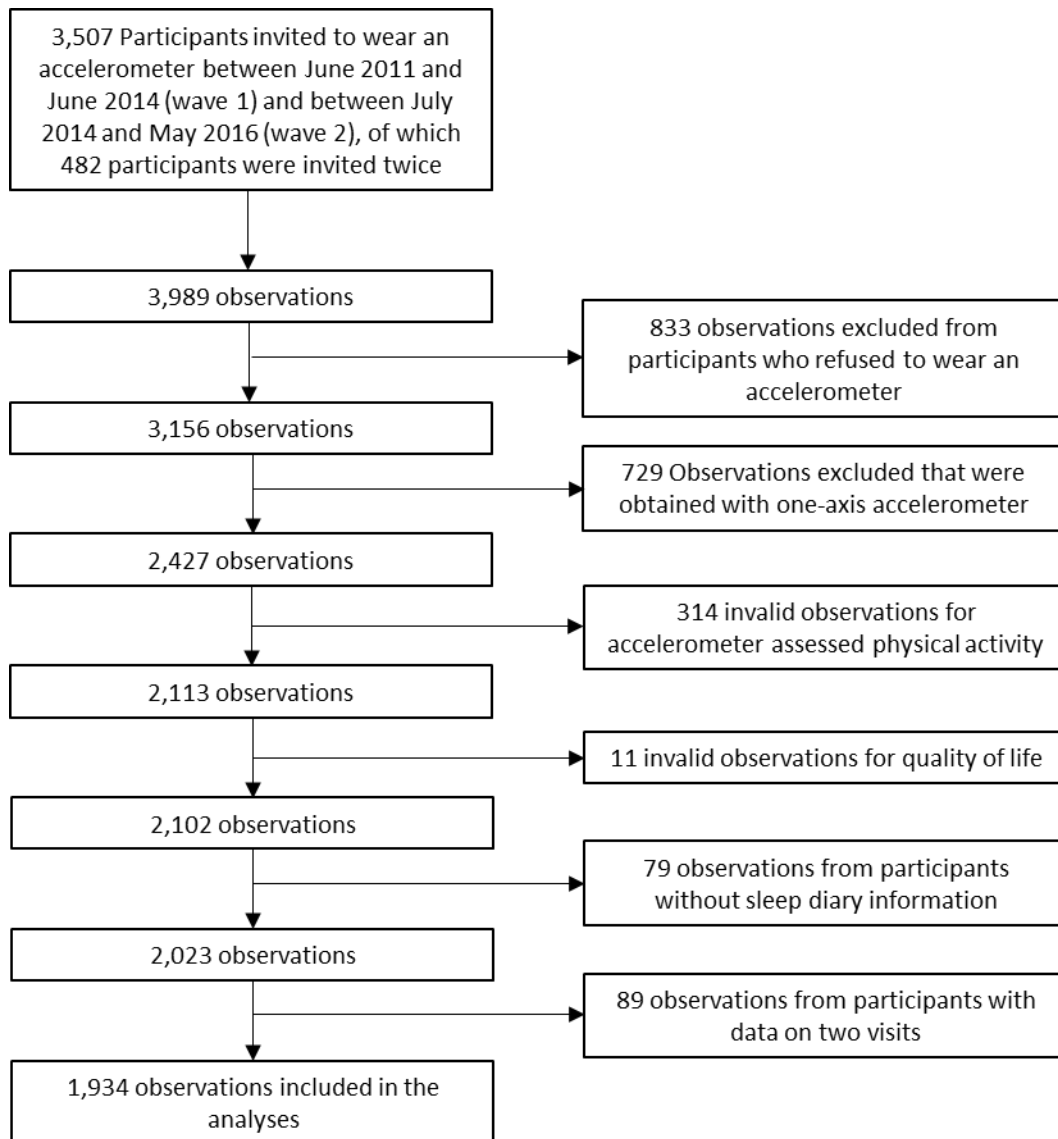 3,507 Participants invited to wear an
accelerometer between June 2011 and
June 2014 (wave 1) and between July
2014 and May 2016 (wave 2), of which
482 participants were invited twice
3,989 observations
833 observations excluded from
participants who refused to wear an
accelerometer
3,156 observations
729 Observations excluded that were
obtained with one-axis accelerometer
2,427 observations
314 invalid observations for
accelerometer assessed physical activity
2,113 observations
11 invalid observations for quality of life
2,102 observations
79 observations from participants
without sleep diary information
2,023 observations
89 observations from participants with
data on two visits
1,934 observations included in the
analyses